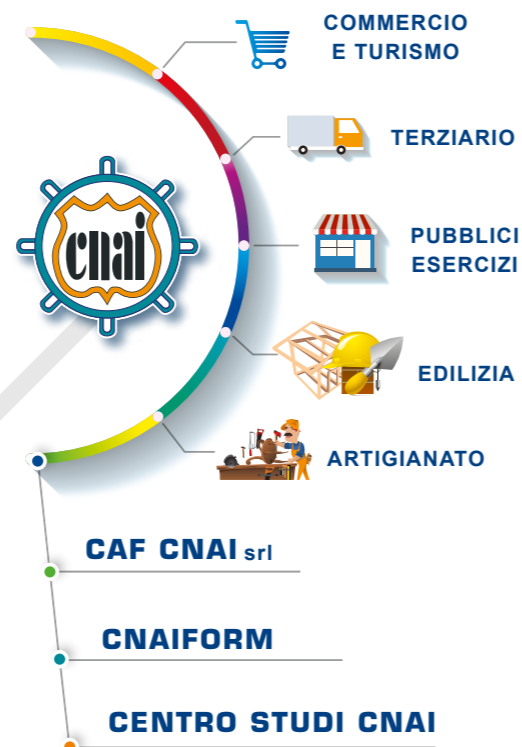 COMMERCIO
E TURISMO
TERZIARIO
cnai
PUBBLICI
ESERCIZI
EDILIZIA
ARTIGIANATO
CAF CNAI srl
CNAIFORM
CENTRO STUDI CNAI